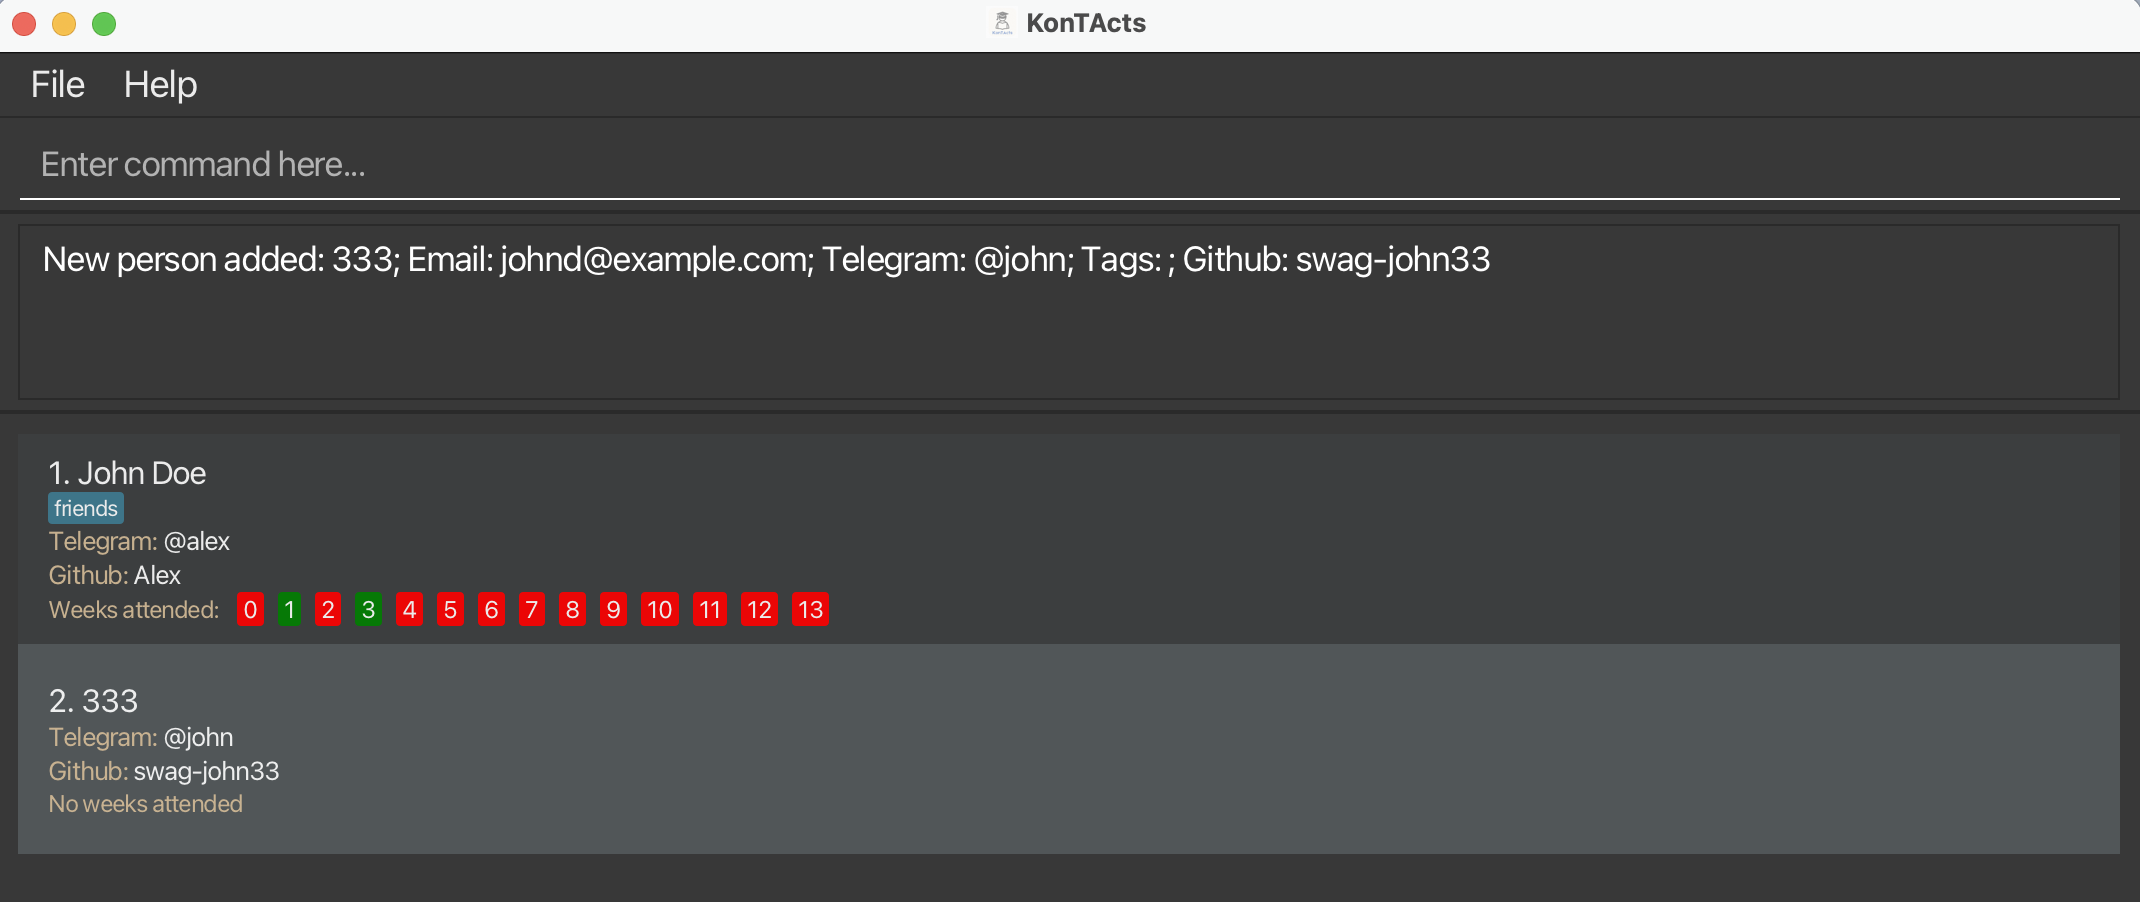 KonTActs
File Help
Enter command here...
New person added: 333; Email: johnd@example.com; Telegram: @john; Tags: ; Github: swag-john33
1. John Doe
friends
Telegram: @alex
Github: Alex
Weeks attended: 0 1 2 3 4 5 6 7 8 9 10 11 12 13
2. 333
Telegram: @john
Github: swag-john33
No weeks attended